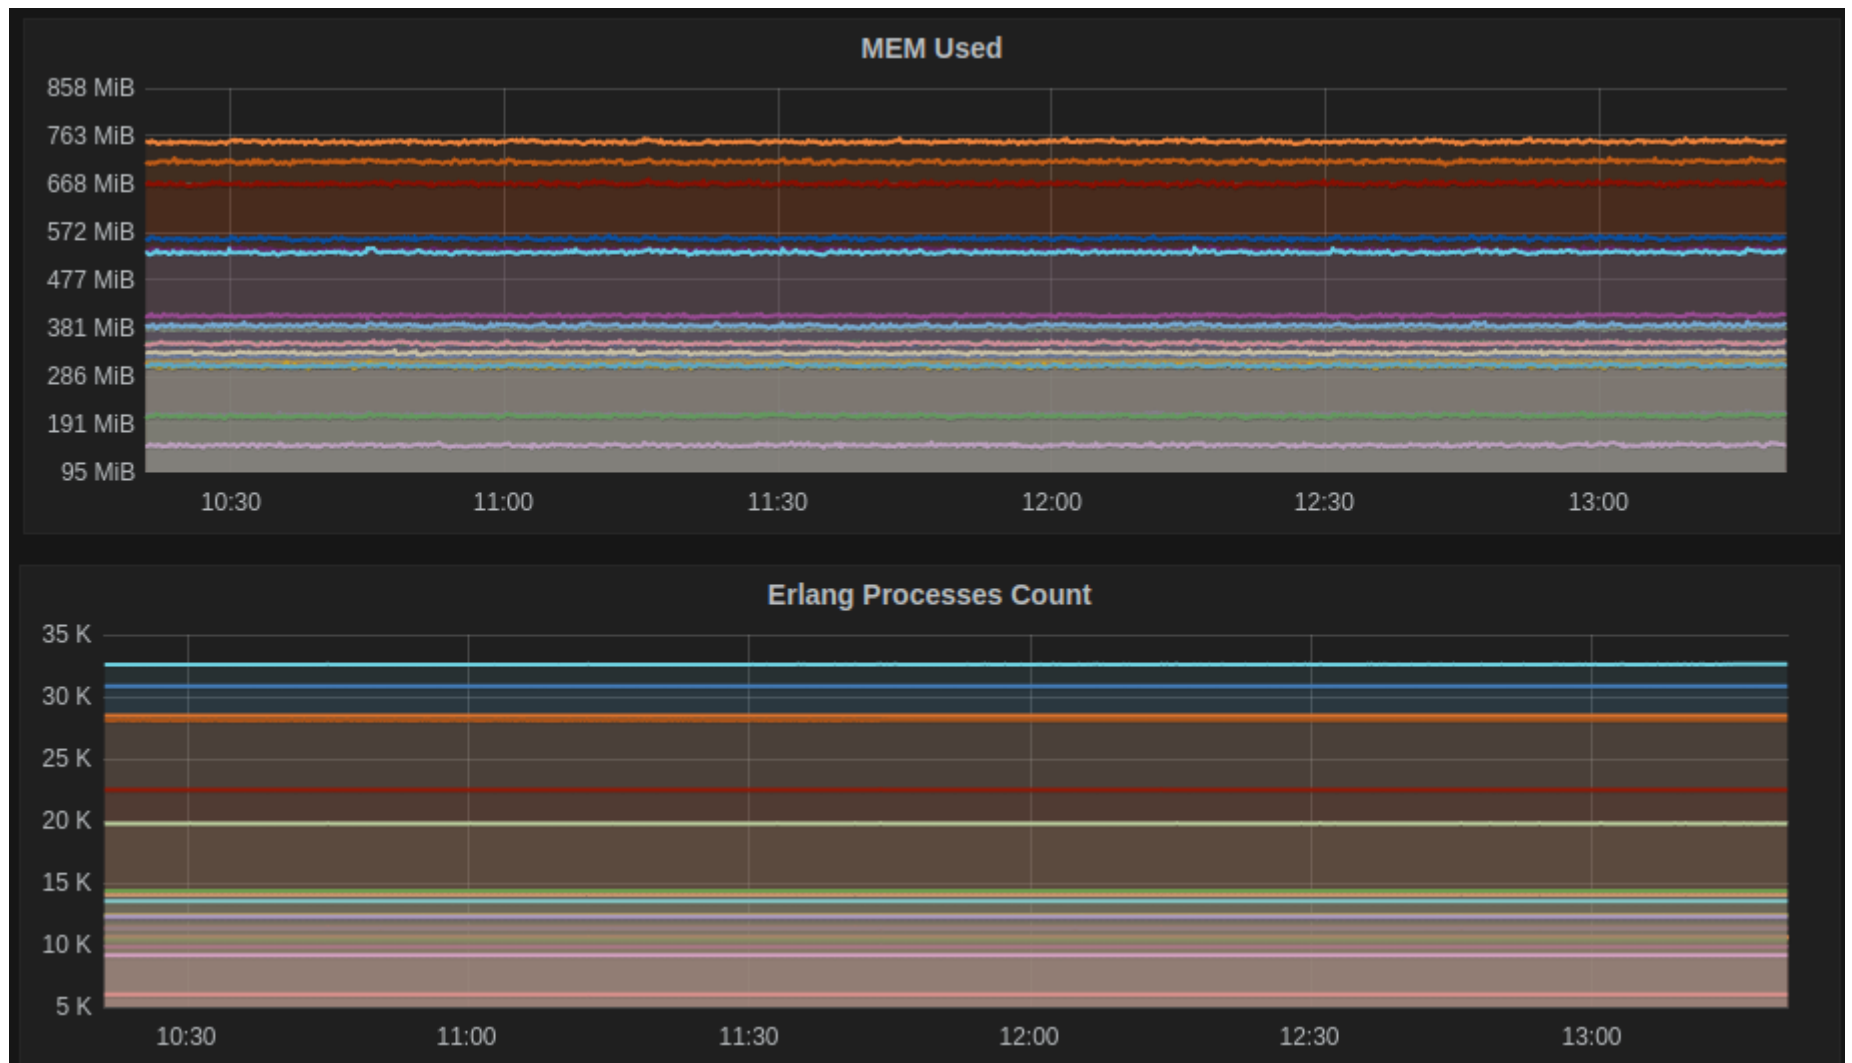 MEM Used
858 MiB
763 MiB
668 MiB
572 MiB
477 MiB
381 MiB
286 MiB
191 MiB
95 MiB
10:30 11:00 11:30 12:00 12:30 13:00
Erlang Processes Count
35 K
30 K
25 K
20 K
15 K
10 K
5 K
10:30 11:00 11:30 12:00 12:30 13:00